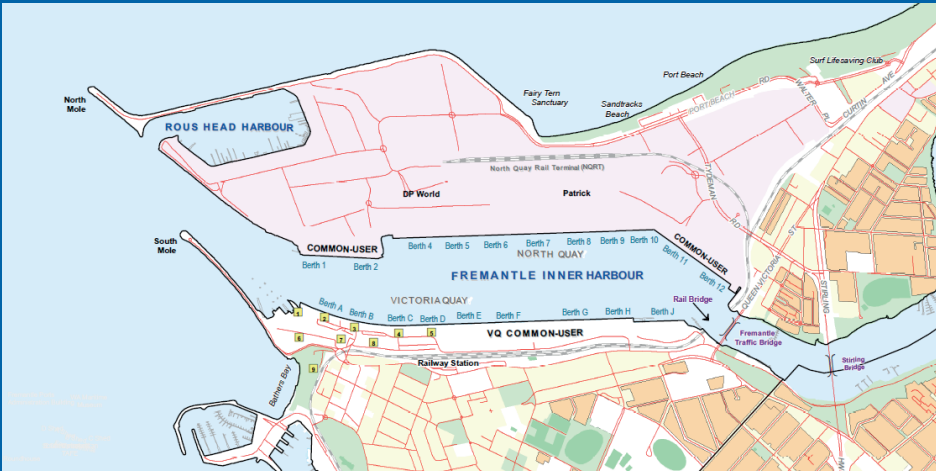 Surf Lifesaving Club
Port Beach
North
Mole
Fairy Tern
Sanctuary
Sandtracks
Beach
PORT BEACH
RD
WALTER
PL
CURTIN
AVE
ROUS HEAD HARBOUR
North Quay Rail Terminal (NQRT)
TYDEMAN
RD
DP World
Patrick
South
Mole
COMMON-USER
Berth 1
Berth 2
Berth 4
Berth 5
Berth 6
Berth 7
Berth 8
Berth 9
Berth 10
COMMON-USER
Berth 11
Berth 12
NORTH QUAY
FREMANTLE INNER HARBOUR
QUEEN VICTORIA
ST
STIRLING
VICTORIA QUAY
Rail Bridge
Berth A
Berth B
Berth C
Berth D
Berth E
Berth F
Berth G
Berth H
Berth J
1
2
3
4
5
6
7
8
9
VQ COMMON-USER
Fremantle
Traffic Bridge
Railway Station
Stirling
Bridge
Bathers Bay
HW